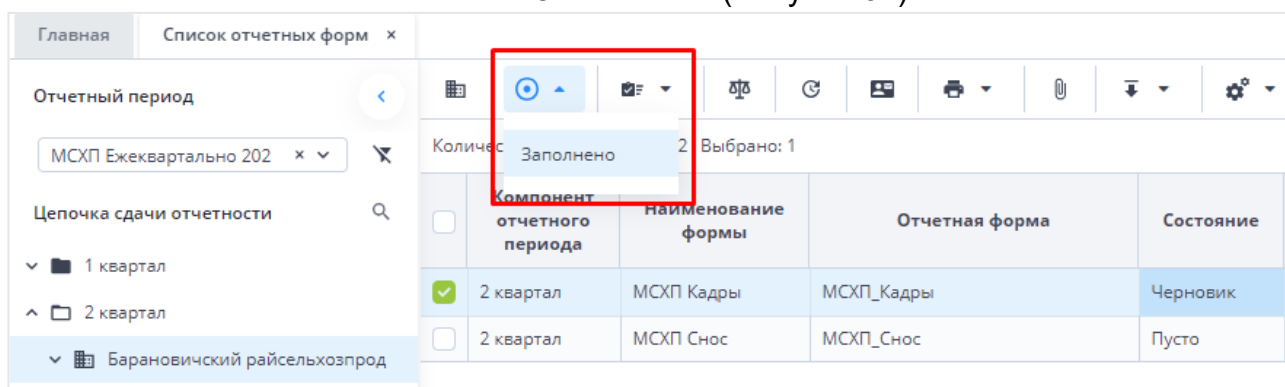 Главная Список отчетных форм ×
Отчетный период
МСХП Ежеквартально 202 ×
Заполнено
2 Выбрано: 1
Цепочка сдачи отчетности
1 квартал
2 квартал
Барановичский райсельхозпрод
Компонент отчетного периода Наименование формы Отчетная форма Состояние
2 квартал МСХП Кадры МСХП_Кадры Черновик
2 квартал МСХП Снос МСХП_Снос Пусто